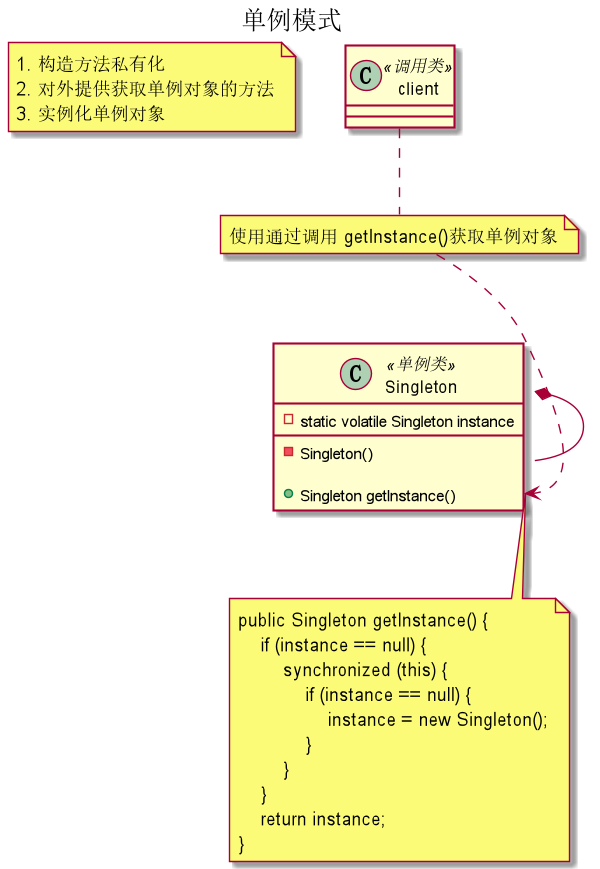 单例模式
1. 构造方法私有化
2. 对外提供获取单例对象的方法
3. 实例化单例对象
C
«调用类»
client
使用通过调用 getInstance()获取单例对象
C
«单例类»
Singleton
static volatile Singleton instance
Singleton()
Singleton getInstance()
public Singleton getInstance() {
    if (instance == null) {
        synchronized (this) {
            if (instance == null) {
                instance = new Singleton();
            }
        }
    }
    return instance;
}